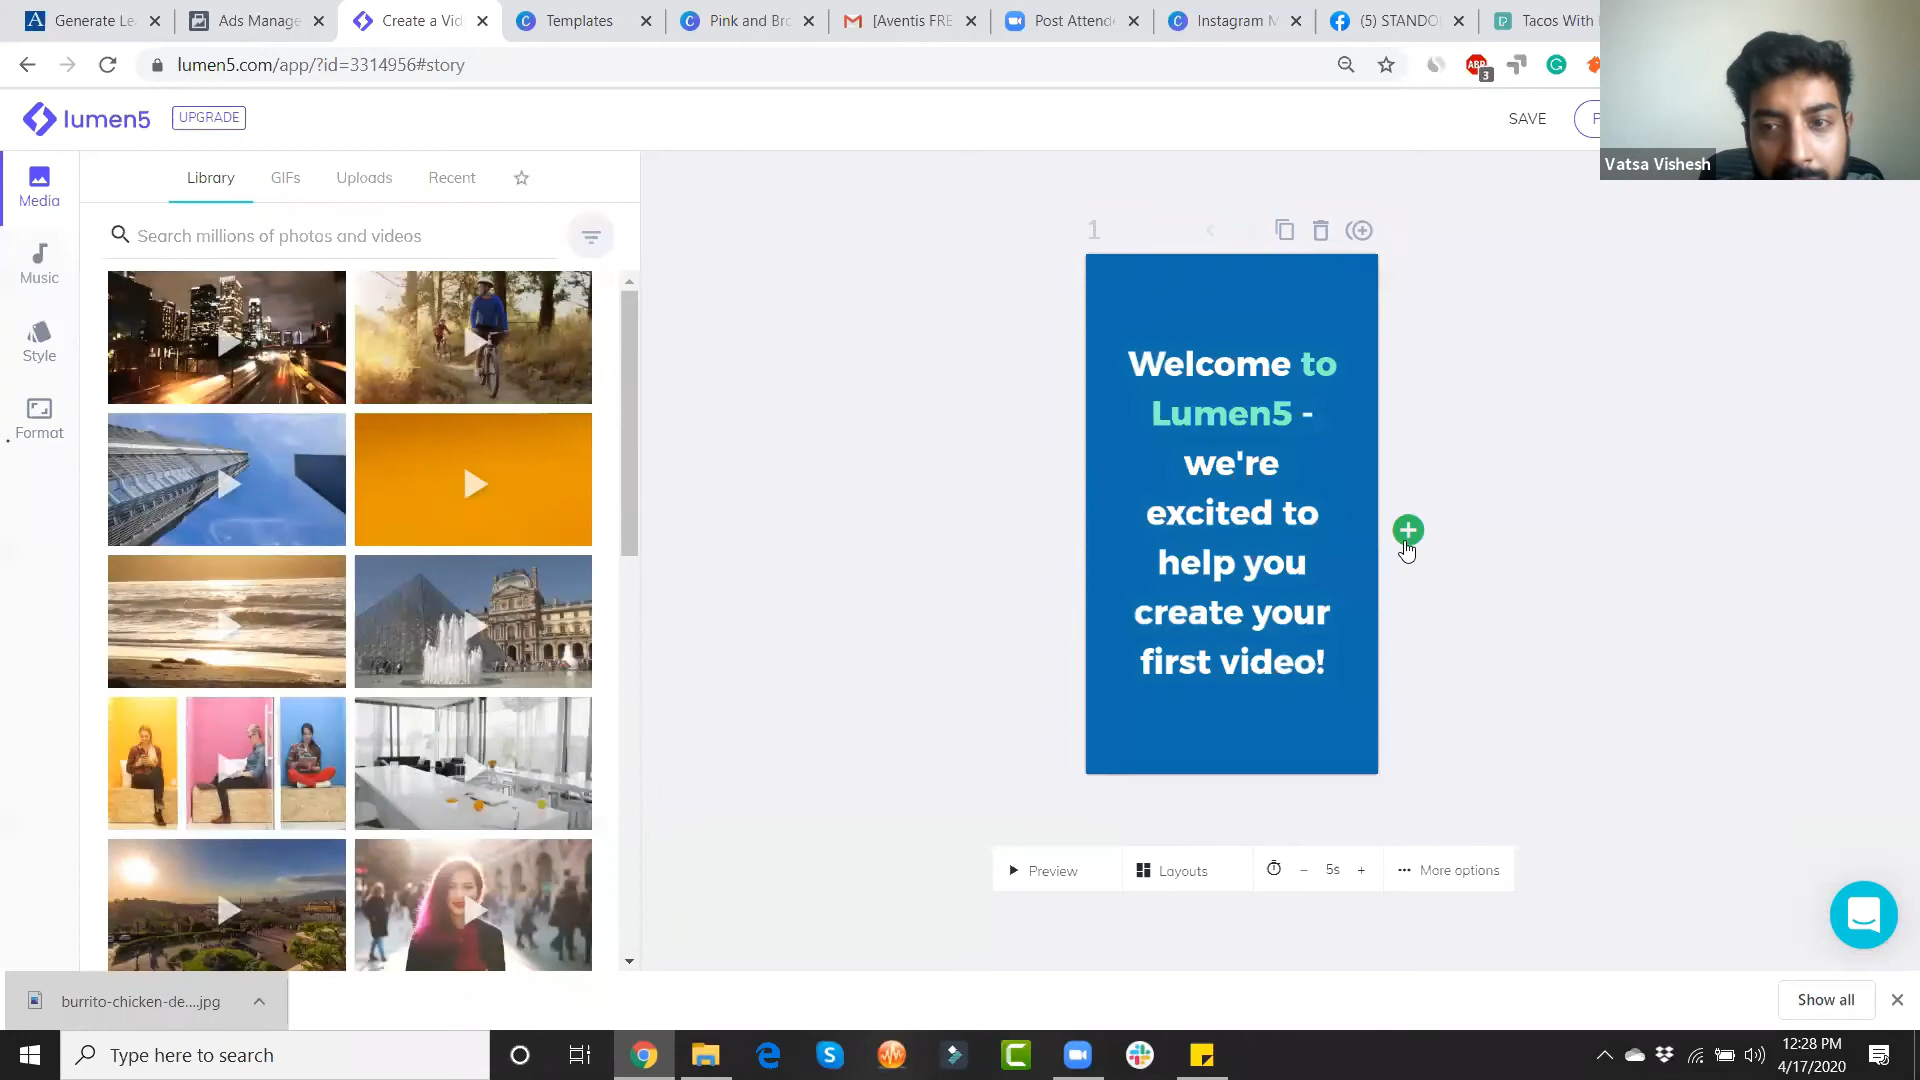 Generate Le
Ads Manage
Create a Vid
Templates
Pink and Bro
[Aventis FRE
Post Attende
Instagram M
(5) STANDO
Tacos With
lumen5.com/app/?id=3314956#story
ABP
3
lumen5
UPGRADE
SAVE
P
Vatsa Vishesh
Media
Music
Style
Format
Library
GIFs
Uploads
Recent
Search millions of photos and videos
1
Welcome to
Lumen5 -
we're
excited to
help you
create your
first video!
Preview
Layouts
– 5s +
More options
burrito-chicken-de....jpg
Show all
Type here to search
12:28 PM
4/17/2020